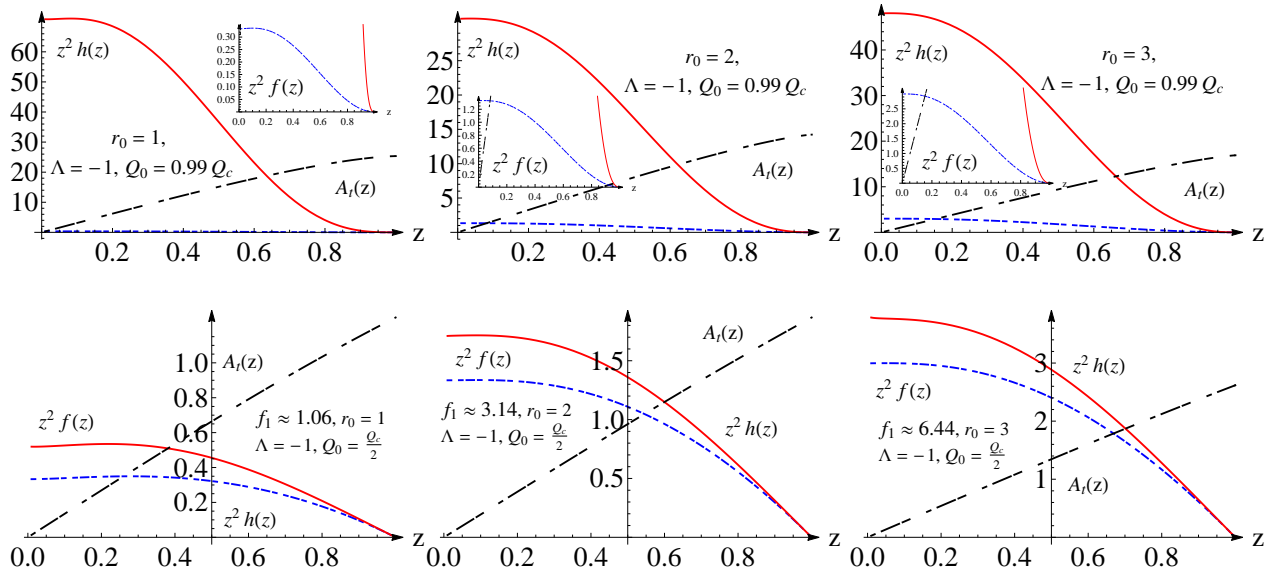 z² h(z)
60
50
40
30
20
10
0.35
0.30
0.25
0.20
0.15
0.10
0.05
z² f(z)
0.0 0.2 0.4 0.6 0.8 z
r₀ = 1,
Λ = −1, Q₀ = 0.99 Q_c
A_t(z)
0.2 0.4 0.6 0.8 z
z² h(z)
25
20
15
10
5
r₀ = 2,
Λ = −1, Q₀ = 0.99 Q_c
1.2
1.0
0.8
0.6
0.4
0.2
z² f(z)
0.2 0.4 0.6 0.8 z
A_t(z)
0.2 0.4 0.6 0.8 z
z² h(z)
40
30
20
10
r₀ = 3,
Λ = −1, Q₀ = 0.99 Q_c
3.0
2.5
2.0
1.5
1.0
0.5
0.0
z² f(z)
0.0 0.2 0.4 0.6 0.8 z
A_t(z)
0.2 0.4 0.6 0.8 z
1.0
0.8
0.6
0.4
0.2
A_t(z)
z² f(z)
f₁ ≈ 1.06, r₀ = 1
Λ = −1, Q₀ = Q_c/2
z² h(z)
0.0 0.2 0.4 0.6 0.8 z
1.5
1.0
0.5
A_t(z)
z² f(z)
f₁ ≈ 3.14, r₀ = 2
Λ = −1, Q₀ = Q_c/2
z² h(z)
0.0 0.2 0.4 0.6 0.8 z
3
2
1
z² h(z)
z² f(z)
f₁ ≈ 6.44, r₀ = 3
Λ = −1, Q₀ = Q_c/2
A_t(z)
0.0 0.2 0.4 0.6 0.8 z